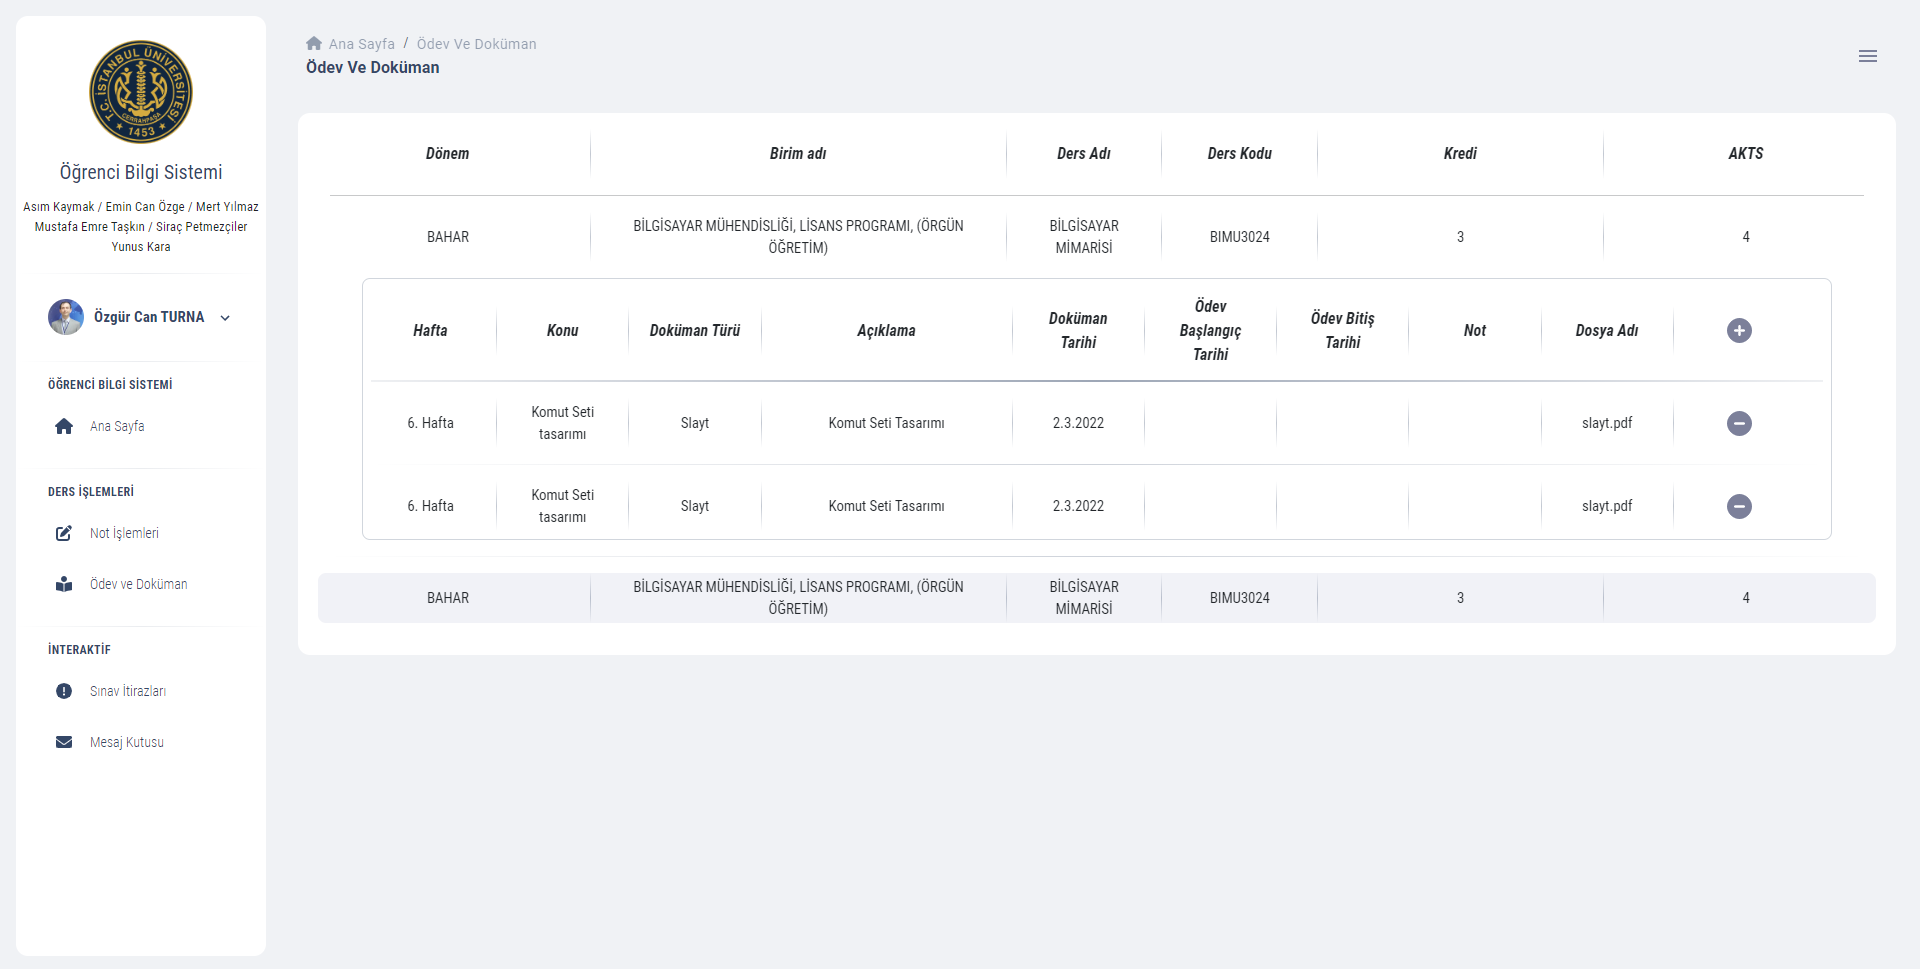 T.C. İSTANBUL ÜNİVERSİTESİ
CERRAHPAŞA
★ 1453 ★
Öğrenci Bilgi Sistemi
Asım Kaymak / Emin Can Özge / Mert Yılmaz
Mustafa Emre Taşkın / Siraç Petmezçiler
Yunus Kara
Özgür Can TURNA
ÖĞRENCİ BİLGİ SİSTEMİ
Ana Sayfa
DERS İŞLEMLERİ
Not İşlemleri
Ödev ve Doküman
İNTERAKTİF
Sınav İtirazları
Mesaj Kutusu
Ana Sayfa / Ödev Ve Doküman
Ödev Ve Doküman
Dönem Birim adı Ders Adı Ders Kodu Kredi AKTS
BAHAR BİLGİSAYAR MÜHENDİSLİĞİ, LİSANS PROGRAMI, (ÖRGÜN ÖĞRETİM) BİLGİSAYAR MİMARİSİ BIMU3024 3 4
Hafta Konu Doküman Türü Açıklama Doküman Tarihi Ödev Başlangıç Tarihi Ödev Bitiş Tarihi Not Dosya Adı
6. Hafta Komut Seti tasarımı Slayt Komut Seti Tasarımı 2.3.2022 slayt.pdf
6. Hafta Komut Seti tasarımı Slayt Komut Seti Tasarımı 2.3.2022 slayt.pdf
BAHAR BİLGİSAYAR MÜHENDİSLİĞİ, LİSANS PROGRAMI, (ÖRGÜN ÖĞRETİM) BİLGİSAYAR MİMARİSİ BIMU3024 3 4